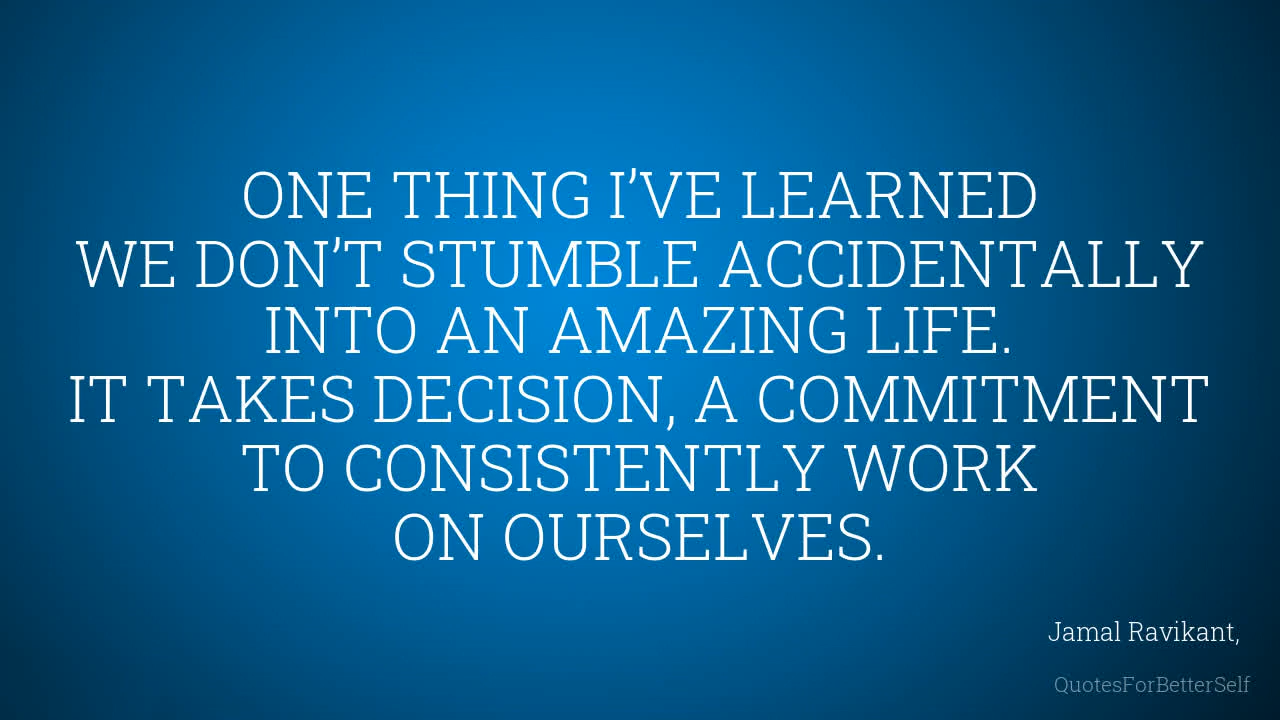 ONE THING I’VE LEARNED
WE DON’T STUMBLE ACCIDENTALLY
INTO AN AMAZING LIFE.
IT TAKES DECISION, A COMMITMENT
TO CONSISTENTLY WORK
ON OURSELVES.
Jamal Ravikant,
QuotesForBetterSelf